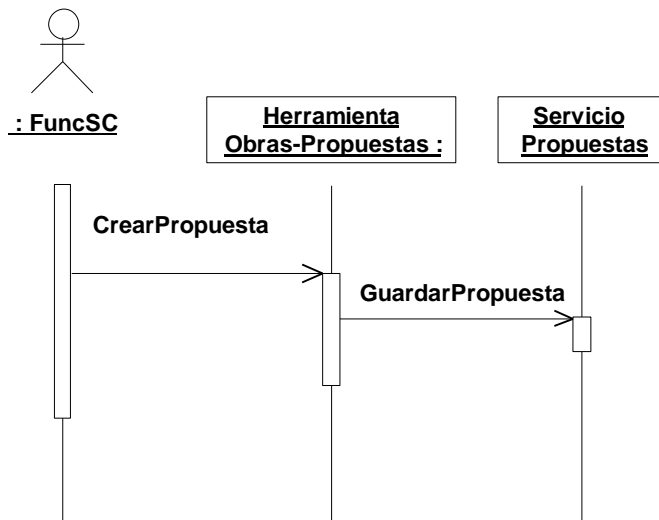 : FuncSC
Herramienta
Obras-Propuestas :
Servicio
Propuestas
CrearPropuesta
GuardarPropuesta